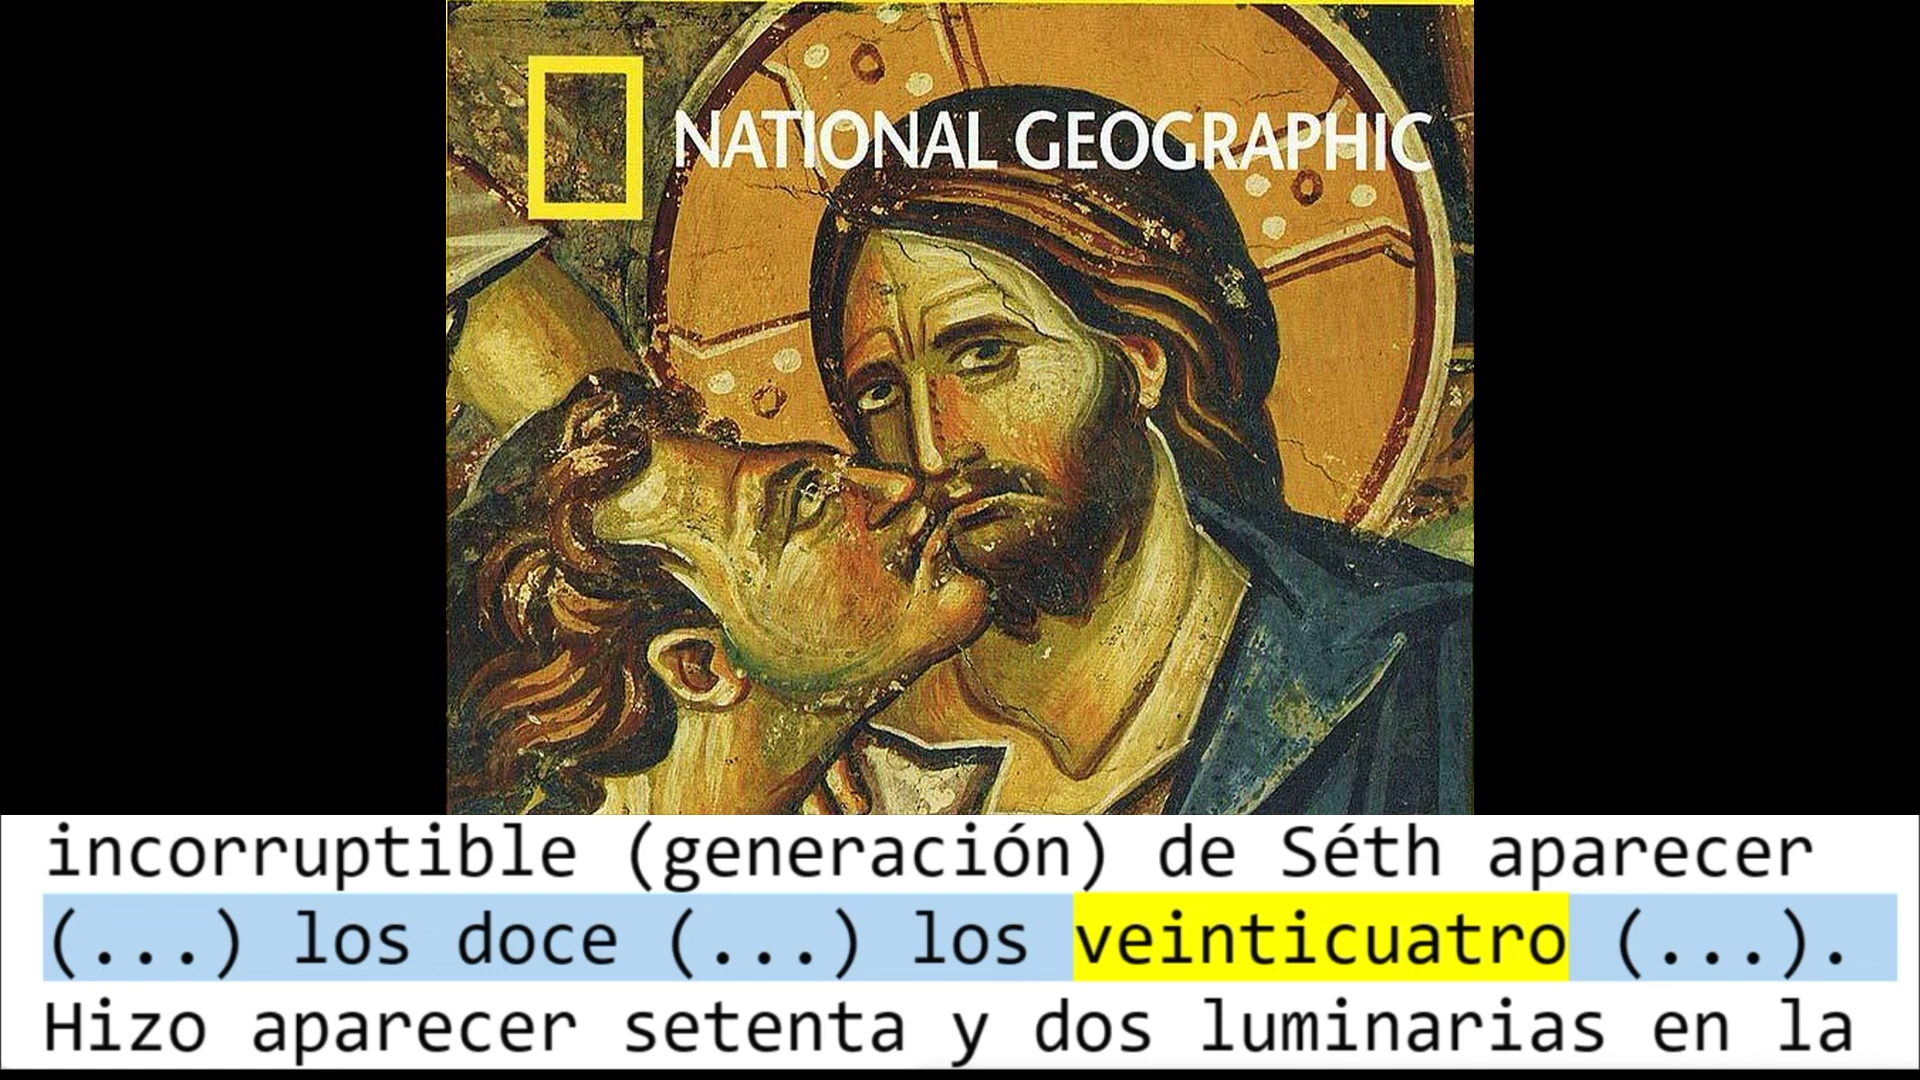 NATIONAL GEOGRAPHIC
incorruptible (generación) de Séth aparecer
(...) los doce (...) los veinticuatro (...).
Hizo aparecer setenta y dos luminarias en la